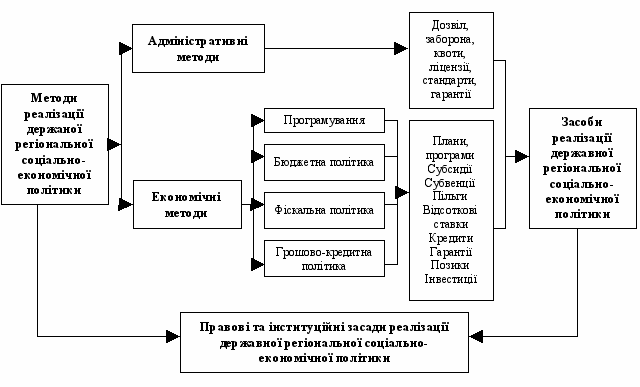 Методи
реалізації
держаної
регіональної
соціально-
економічної
політики
Адміністративні
методи
Економічні
методи
Програмування
Бюджетна політика
Фіскальна політика
Грошово-кредитна
політика
Дозвіл,
заборона,
квоти,
ліцензії,
стандарти,
гарантії
Плани,
програми
Субсидії
Субвенції
Пільги
Відсоткові
ставки
Кредити
Гарантії
Позики
Інвестиції
Засоби
реалізації
державної
регіональної
соціально-
економічної
політики
Правові та інституційні засади реалізації
державної регіональної соціально-
економічної політики